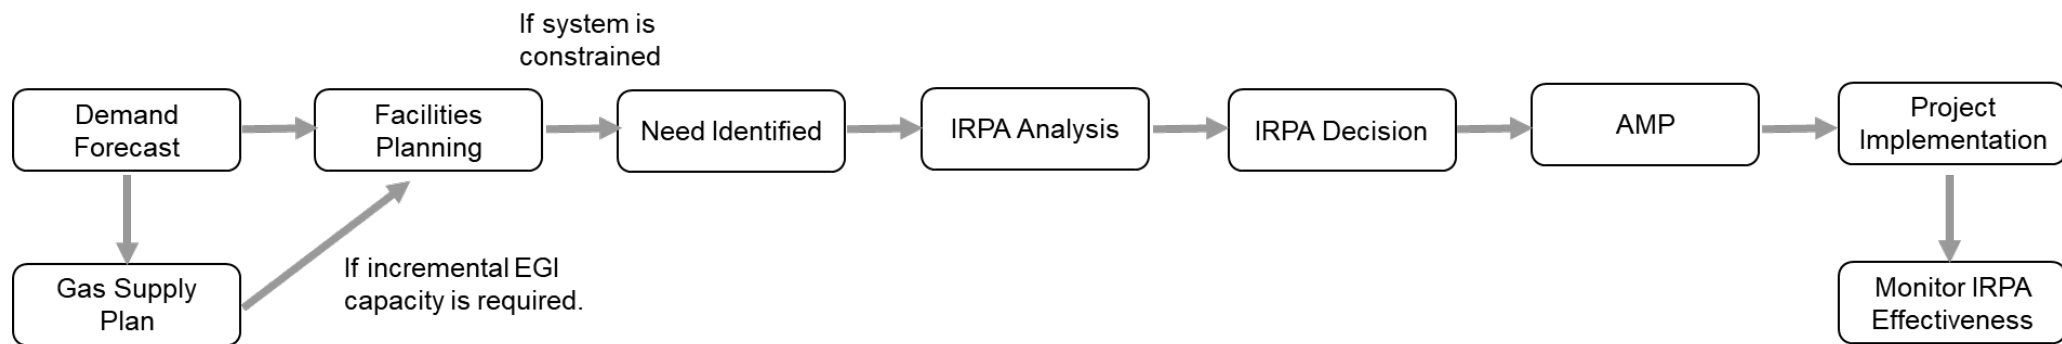 If system is
constrained
Demand
Forecast
Facilities
Planning
Need Identified
IRPA Analysis
IRPA Decision
AMP
Project
Implementation
Gas Supply
Plan
If incremental EGI
capacity is required.
Monitor IRPA
Effectiveness